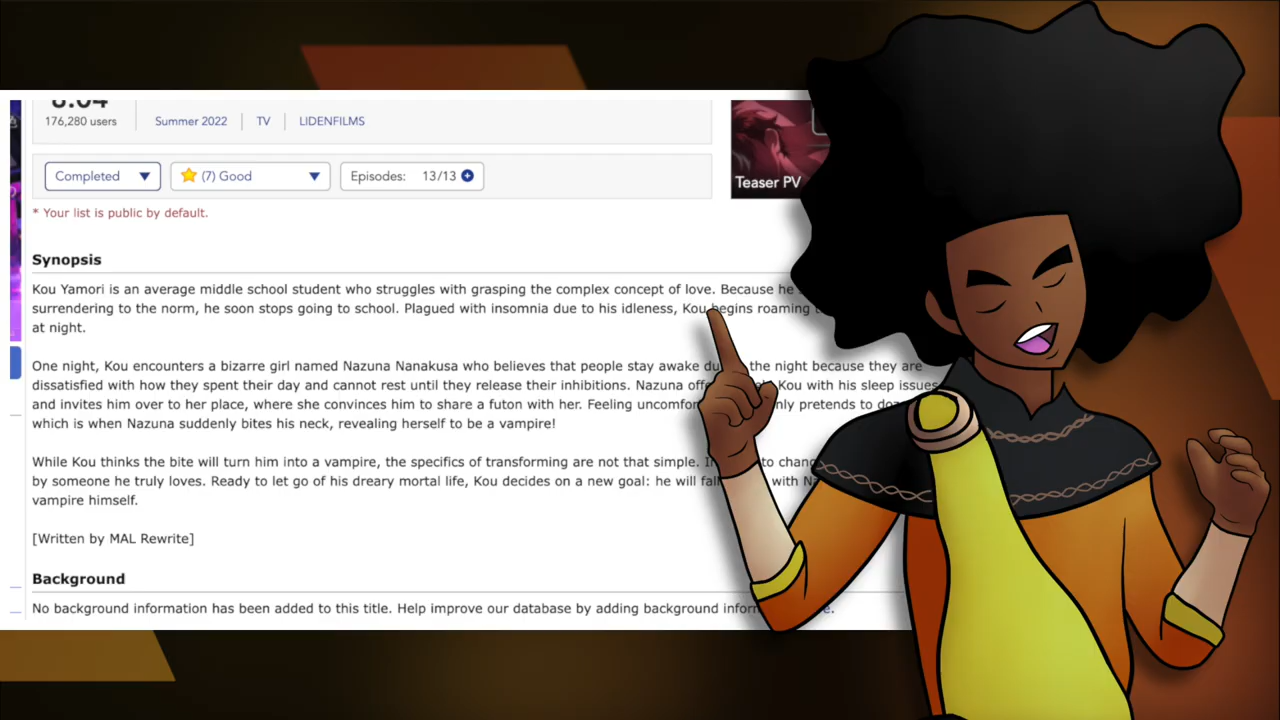 8.04
176,280 users Summer 2022 TV LIDENFILMS
Teaser PV
Completed (7) Good Episodes: 13/13
* Your list is public by default.
Synopsis
Kou Yamori is an average middle school student who struggles with grasping the complex concept of love. Because he
surrendering to the norm, he soon stops going to school. Plagued with insomnia due to his idleness, Kou begins roaming
at night.
One night, Kou encounters a bizarre girl named Nazuna Nanakusa who believes that people stay awake the night because they are
dissatisfied with how they spent their day and cannot rest until they release their inhibitions. Nazuna Kou with his sleep issues
and invites him over to her place, where she convinces him to share a futon with her. Feeling pretends to
which is when Nazuna suddenly bites his neck, revealing herself to be a vampire!
While Kou thinks the bite will turn him into a vampire, the specifics of transforming are not that simple. to
by someone he truly loves. Ready to let go of his dreary mortal life, Kou decides on a new goal: he will with
vampire himself.
[Written by MAL Rewrite]
Background
No background information has been added to this title. Help improve our database by adding background